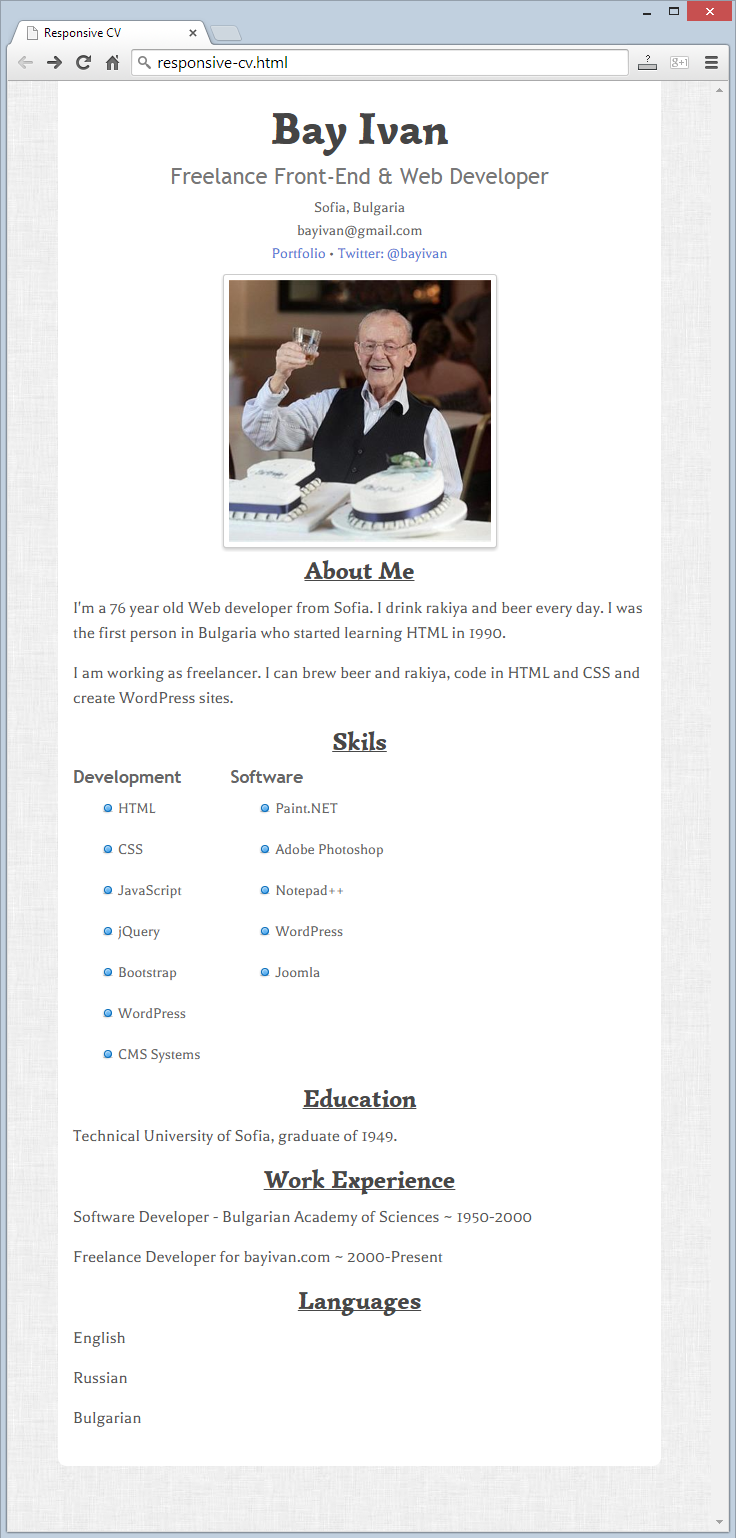 Responsive CV
responsive-cv.html
?
g+1
Bay Ivan
Freelance Front-End & Web Developer
Sofia, Bulgaria
bayivan@gmail.com
Portfolio • Twitter: @bayivan
About Me
I'm a 76 year old Web developer from Sofia. I drink rakiya and beer every day. I was
the first person in Bulgaria who started learning HTML in 1990.
I am working as freelancer. I can brew beer and rakiya, code in HTML and CSS and
create WordPress sites.
Skils
Development Software
HTML Paint.NET
CSS Adobe Photoshop
JavaScript Notepad++
jQuery WordPress
Bootstrap Joomla
WordPress
CMS Systems
Education
Technical University of Sofia, graduate of 1949.
Work Experience
Software Developer - Bulgarian Academy of Sciences ~ 1950-2000
Freelance Developer for bayivan.com ~ 2000-Present
Languages
English
Russian
Bulgarian